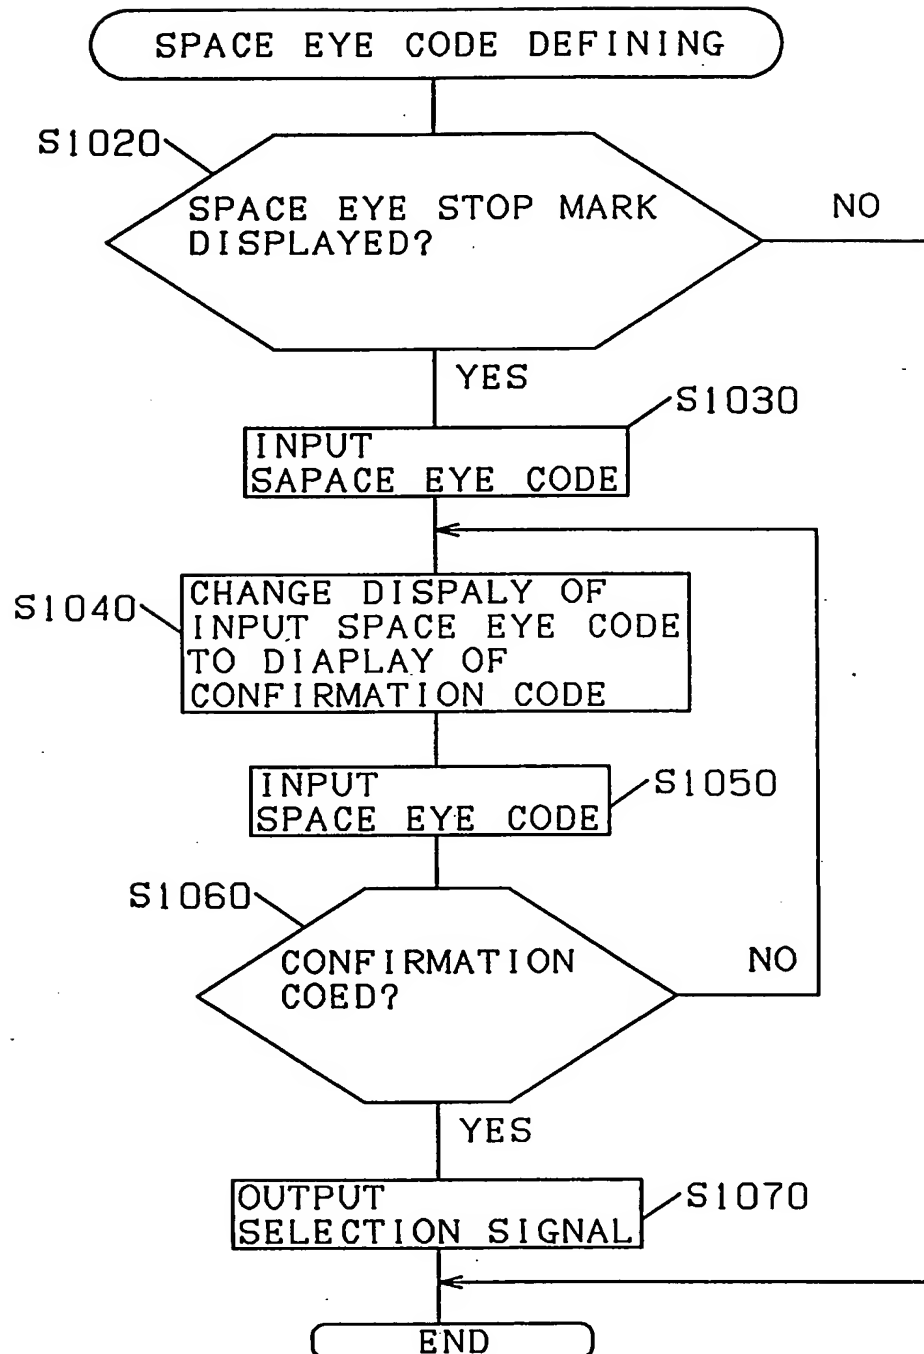 SPACE EYE CODE DEFINING
S1020
SPACE EYE STOP MARK
DISPLAYED?
NO
YES
S1030
INPUT
SAPACE EYE CODE
S1040
CHANGE DISPALY OF
INPUT SPACE EYE CODE
TO DIAPLAY OF
CONFIRMATION CODE
INPUT
SPACE EYE CODE
S1050
S1060
CONFIRMATION
COED?
NO
YES
OUTPUT
SELECTION SIGNAL
S1070
END